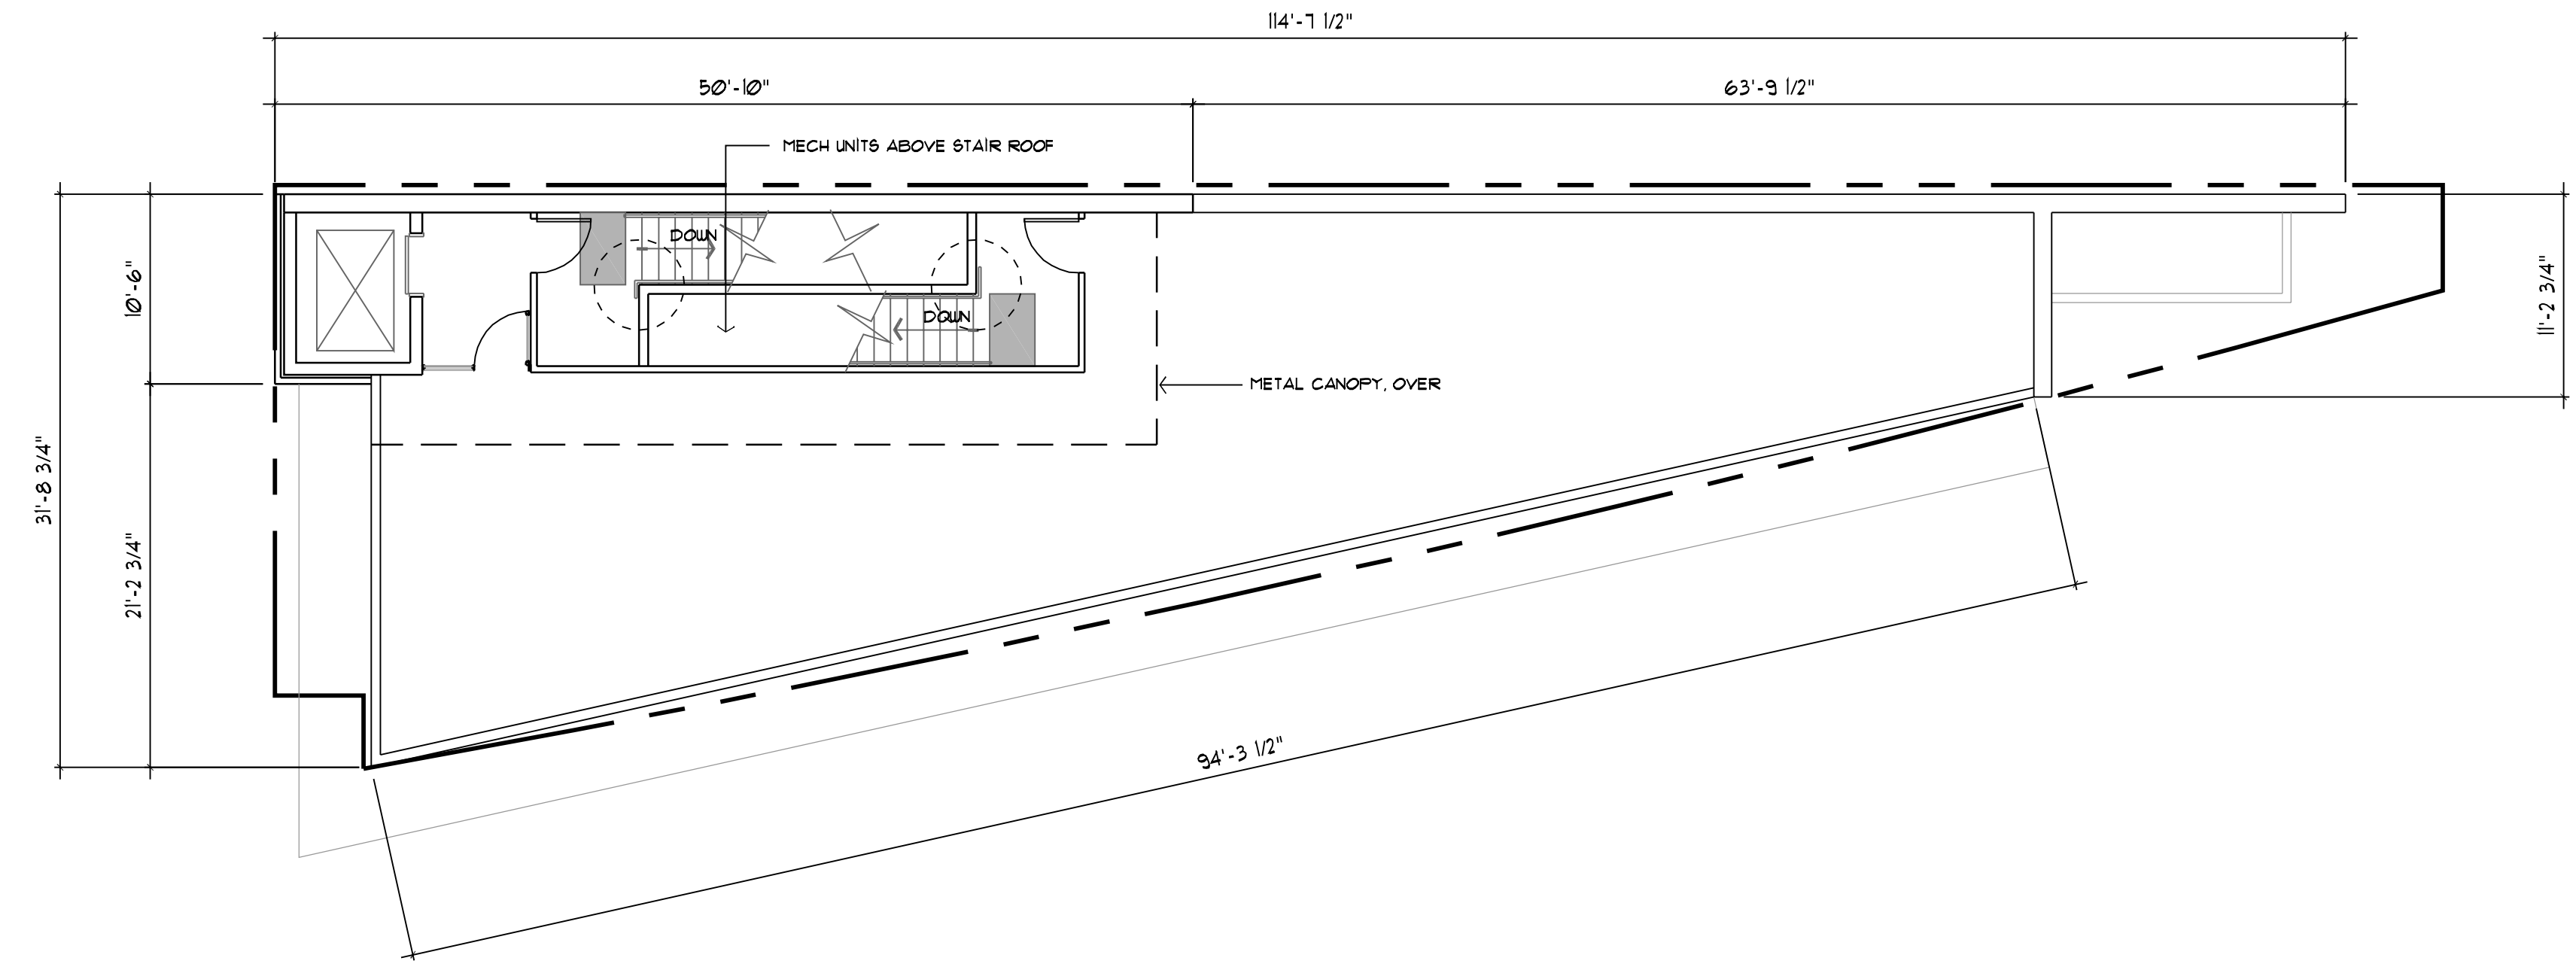 114'-7 1/2"
50'-10"
63'-9 1/2"
MECH UNITS ABOVE STAIR ROOF
DOWN
10'-6"
11'-2 3/4"
DOWN
METAL CANOPY, OVER
31'-8 3/4"
21'-2 3/4"
94'-3 1/2"